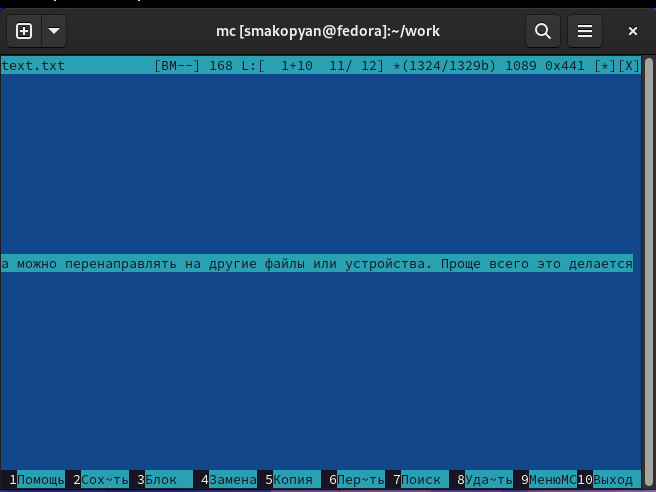 mc [smakopyan@fedora]:~/work
text.txt [BM--] 168 L:[ 1+10 11/ 12] *(1324/1329b) 1089 0x441 [*][X]
а можно перенаправлять на другие файлы или устройства. Проще всего это делается
1Помощь 2Сох~ть 3Блок 4Замена 5Копия 6Пер~ть 7Поиск 8Уда~ть 9МенюMC 10Выход